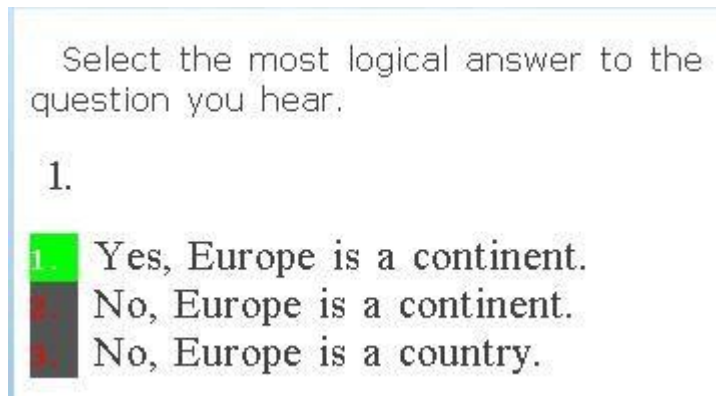 Select the most logical answer to the
question you hear.
1.
1. Yes, Europe is a continent.
2. No, Europe is a continent.
3. No, Europe is a country.